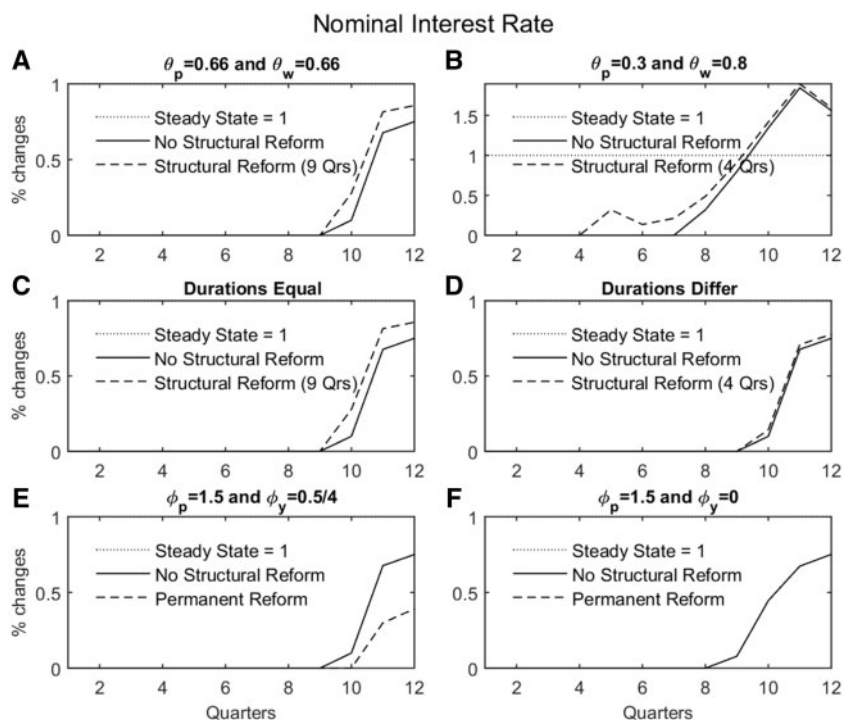 Nominal Interest Rate
A
θp=0.66 and θw=0.66
% changes
1
0.5
0
Steady State = 1
No Structural Reform
Structural Reform (9 Qrs)
2 4 6 8 10 12
B
θp=0.3 and θw=0.8
1.5
1
0.5
0
Steady State = 1
No Structural Reform
Structural Reform (4 Qrs)
2 4 6 8 10 12
C
Durations Equal
% changes
1
0.5
0
Steady State = 1
No Structural Reform
Structural Reform (9 Qrs)
2 4 6 8 10 12
D
Durations Differ
1
0.5
0
Steady State = 1
No Structural Reform
Structural Reform (4 Qrs)
2 4 6 8 10 12
E
ϕp=1.5 and ϕy=0.5/4
% changes
1
0.5
0
Steady State = 1
No Structural Reform
Permanent Reform
2 4 6 8 10 12
Quarters
F
ϕp=1.5 and ϕy=0
1
0.5
0
Steady State = 1
No Structural Reform
Permanent Reform
2 4 6 8 10 12
Quarters